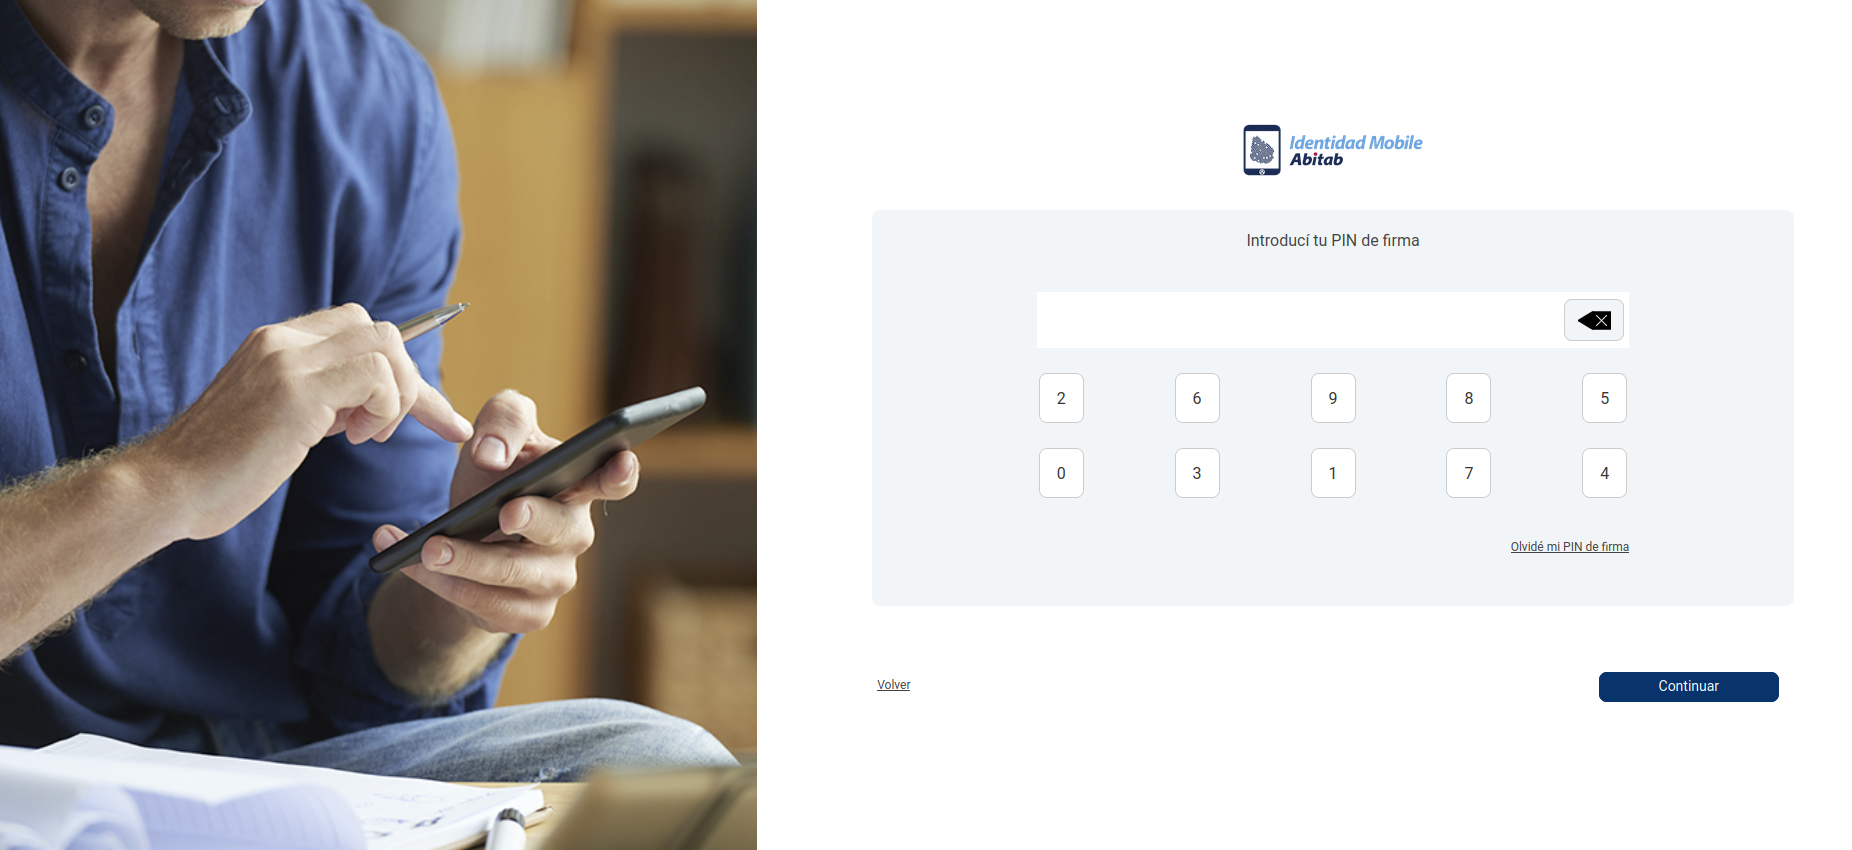 Identidad Mobile
Abitab
Introducí tu PIN de firma
2 6 9 8 5
0 3 1 7 4
Olvidé mi PIN de firma
Volver
Continuar